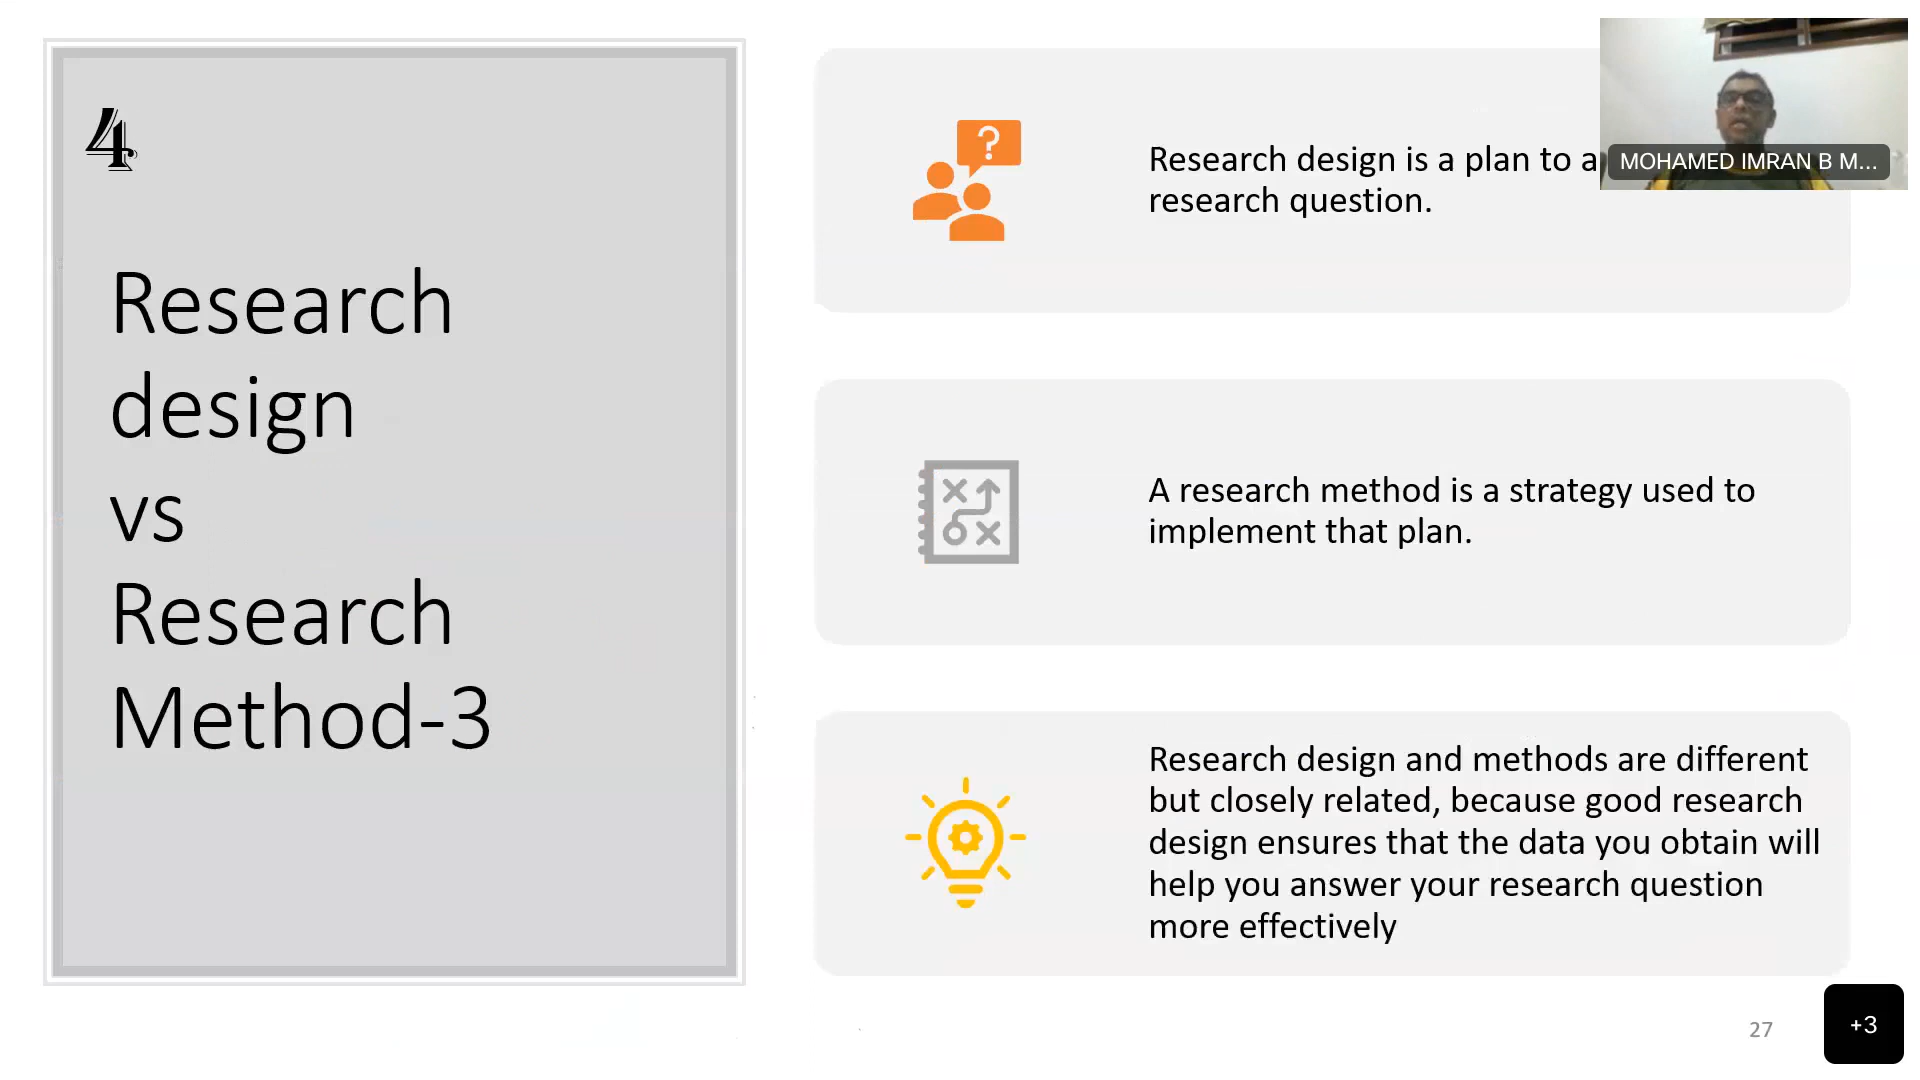 4
Research
design
vs
Research
Method-3
?
Research design is a plan to a
research question.
MOHAMED IMRAN B M...
A research method is a strategy used to
implement that plan.
Research design and methods are different
but closely related, because good research
design ensures that the data you obtain will
help you answer your research question
more effectively
27
+3